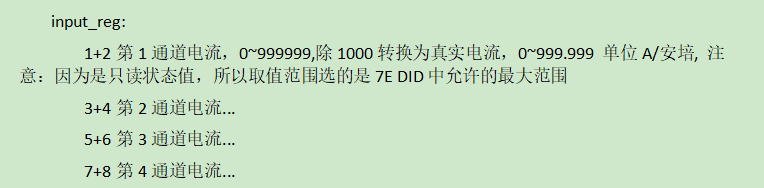 input_reg:
1+2 第 1 通道电流，0~999999,除 1000 转换为真实电流，0~999.999 单位 A/安培, 注
意：因为是只读状态值，所以取值范围选的是 7E DID 中允许的最大范围
3+4 第 2 通道电流...
5+6 第 3 通道电流...
7+8 第 4 通道电流...